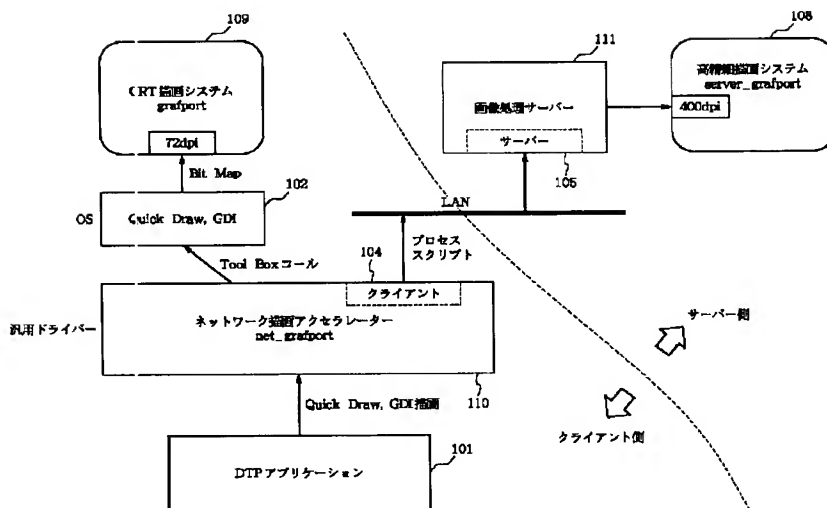 109
CRT描画システム
grafport
72dpi
Bit Map
102
OS
Quick Draw, GDI
Tool Boxコール
104
クライアント
汎用ドライバー
ネットワーク描画アクセラレーター
net_grafport
110
Quick Draw, GDI描画
101
DTPアプリケーション
111
画像処理サーバー
サーバー
105
LAN
プロセス
スクリプト
108
高精細描画システム
server_grafport
400dpi
サーバー側
クライアント側